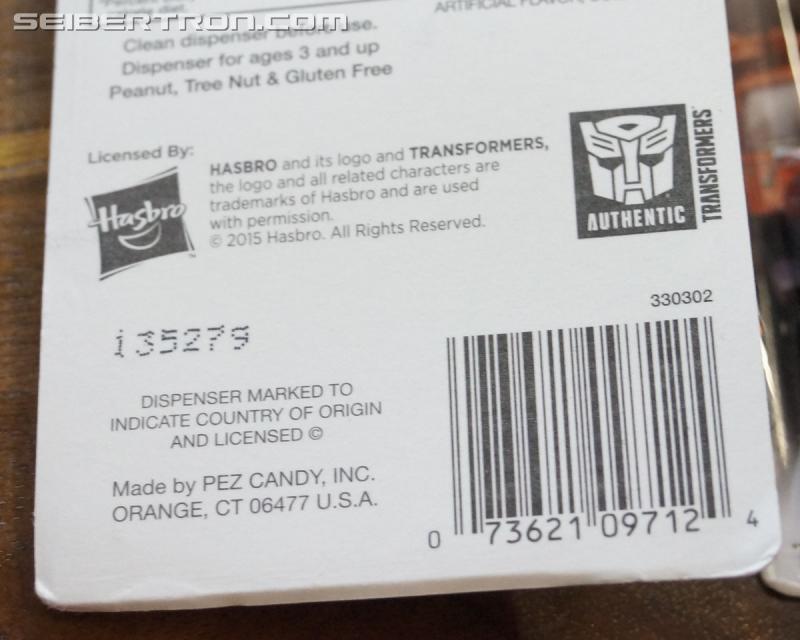 SEIBERTRON.com
ARTIFICIAL FLAVOR,
Clean dispenser before use.
Dispenser for ages 3 and up
Peanut, Tree Nut & Gluten Free
Licensed By:
Hasbro
™
HASBRO and its logo and TRANSFORMERS,
the logo and all related characters are
trademarks of Hasbro and are used
with permission.
© 2015 Hasbro. All Rights Reserved.
AUTHENTIC
TRANSFORMERS
330302
i35279
DISPENSER MARKED TO
INDICATE COUNTRY OF ORIGIN
AND LICENSED ©
Made by PEZ CANDY, INC.
ORANGE, CT 06477 U.S.A.
0 73621 09712 4